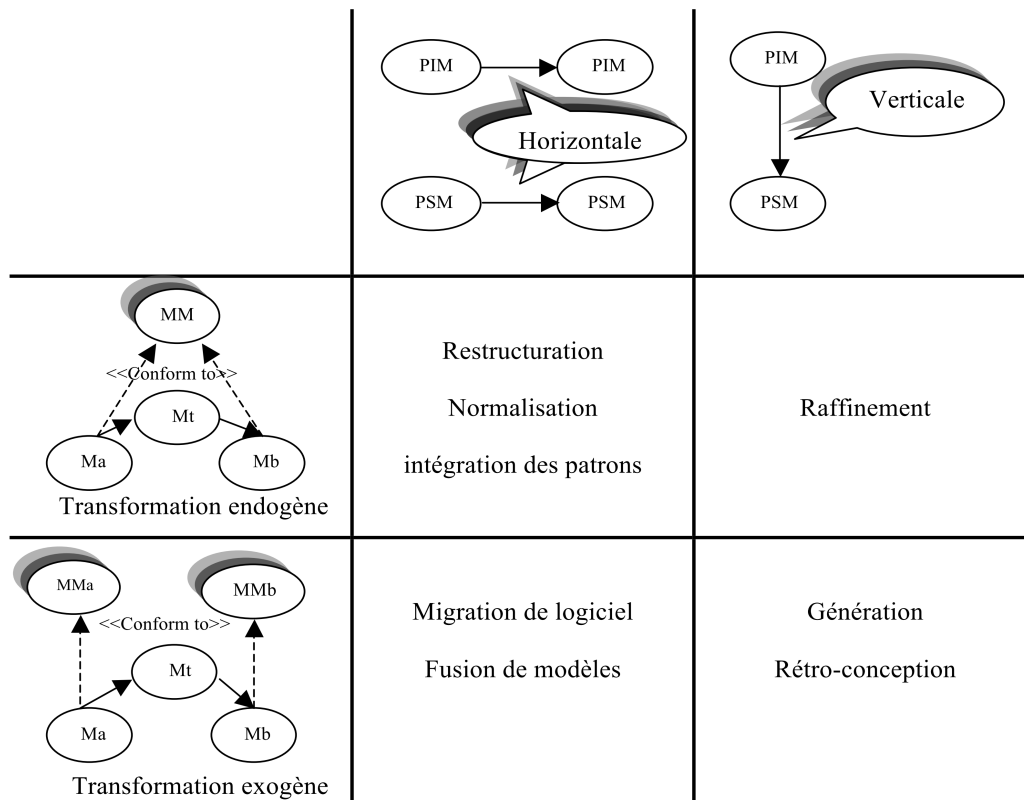 PIM
PIM
Horizontale
PSM
PSM
PIM
Verticale
PSM
MM
<<Conform to>>
Mt
Ma
Mb
Transformation endogène
Restructuration
Normalisation
intégration des patrons
Raffinement
MMa
MMb
<<Conform to>>
Mt
Ma
Mb
Transformation exogène
Migration de logiciel
Fusion de modèles
Génération
Rétro-conception